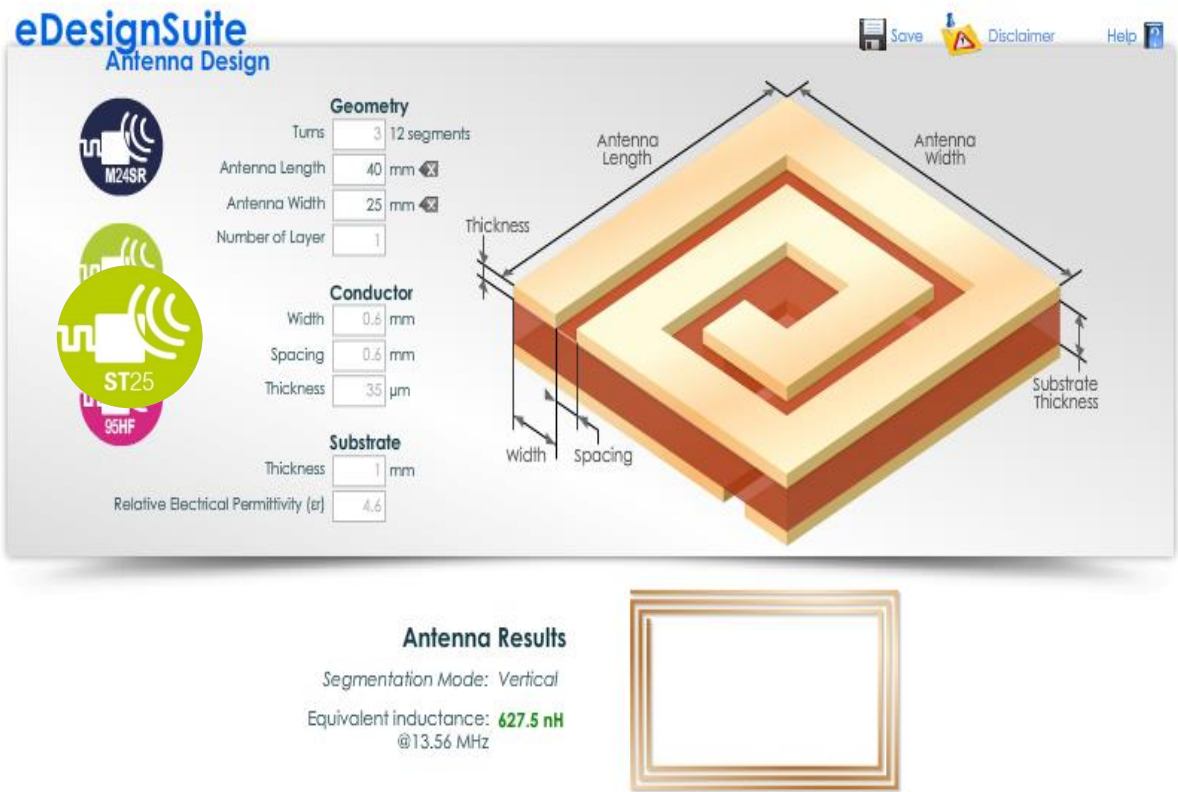 eDesignSuite
Antenna Design
Save
Disclaimer
Help
M24SR
ST25
95HF
Geometry
Turns 3 12 segments
Antenna Length 40 mm
Antenna Width 25 mm
Number of Layer 1
Conductor
Width 0.6 mm
Spacing 0.6 mm
Thickness 35 µm
Substrate
Thickness 1 mm
Relative Electrical Permittivity (εr) 4.6
Antenna
Length
Antenna
Width
Thickness
Width
Spacing
Substrate
Thickness
Antenna Results
Segmentation Mode: Vertical
Equivalent inductance: 627.5 nH
@13.56 MHz